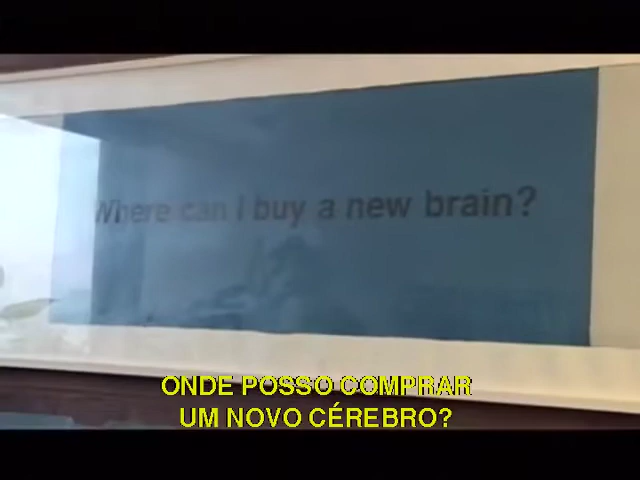 Where can I buy a new brain?
ONDE POSSO COMPRAR
UM NOVO CÉREBRO?